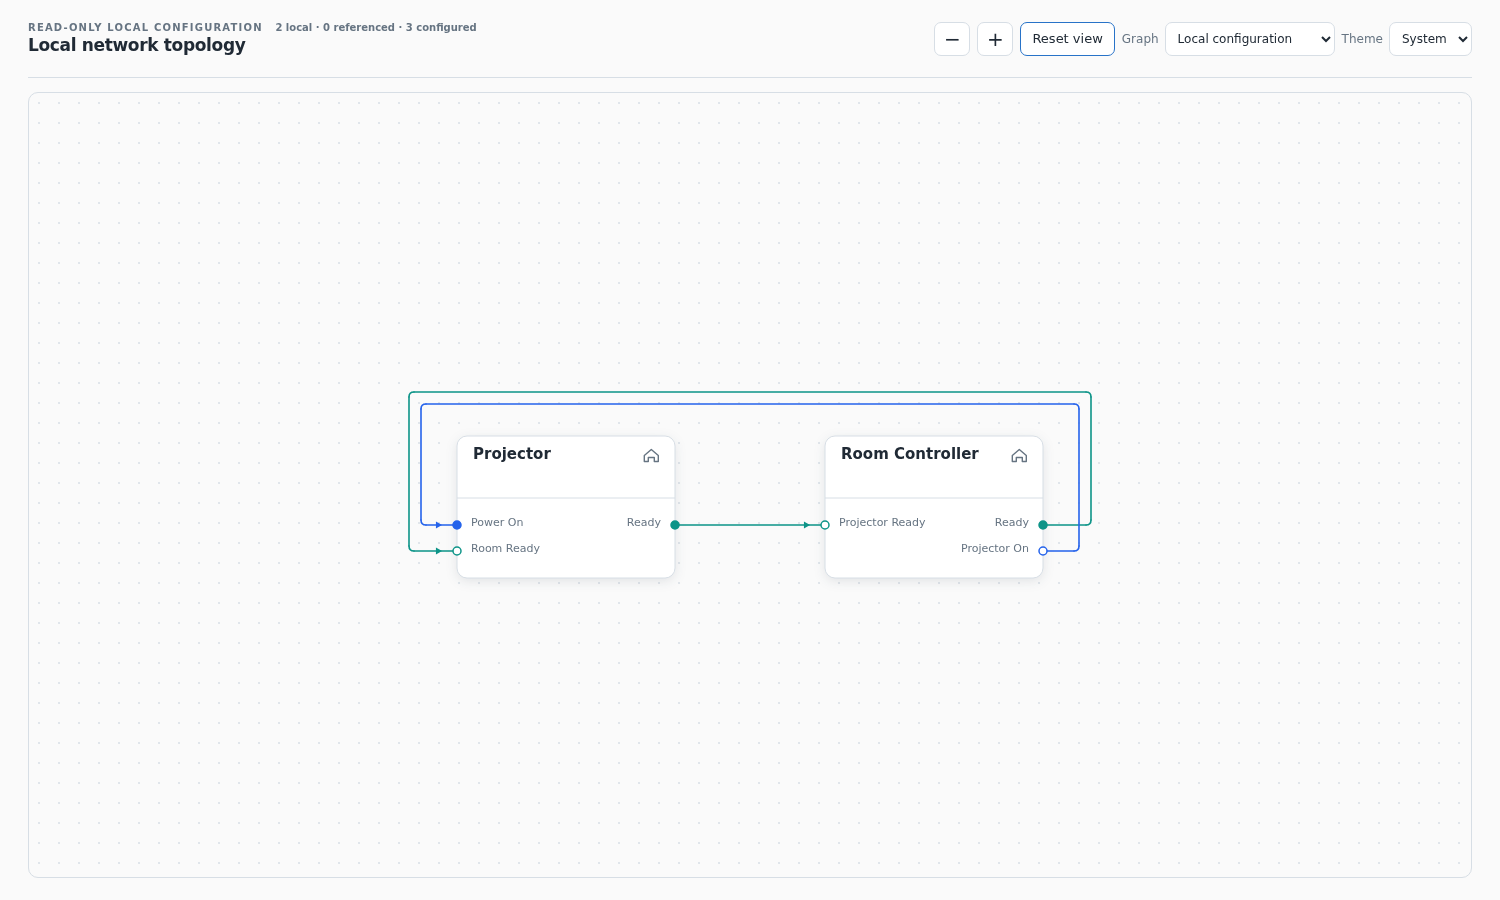 READ-ONLY LOCAL CONFIGURATION 2 local · 0 referenced · 3 configured
Local network topology
− + Reset view Graph Local configuration Theme System
Projector
Room Controller
Power On Ready
Room Ready
Projector Ready Ready
Projector On